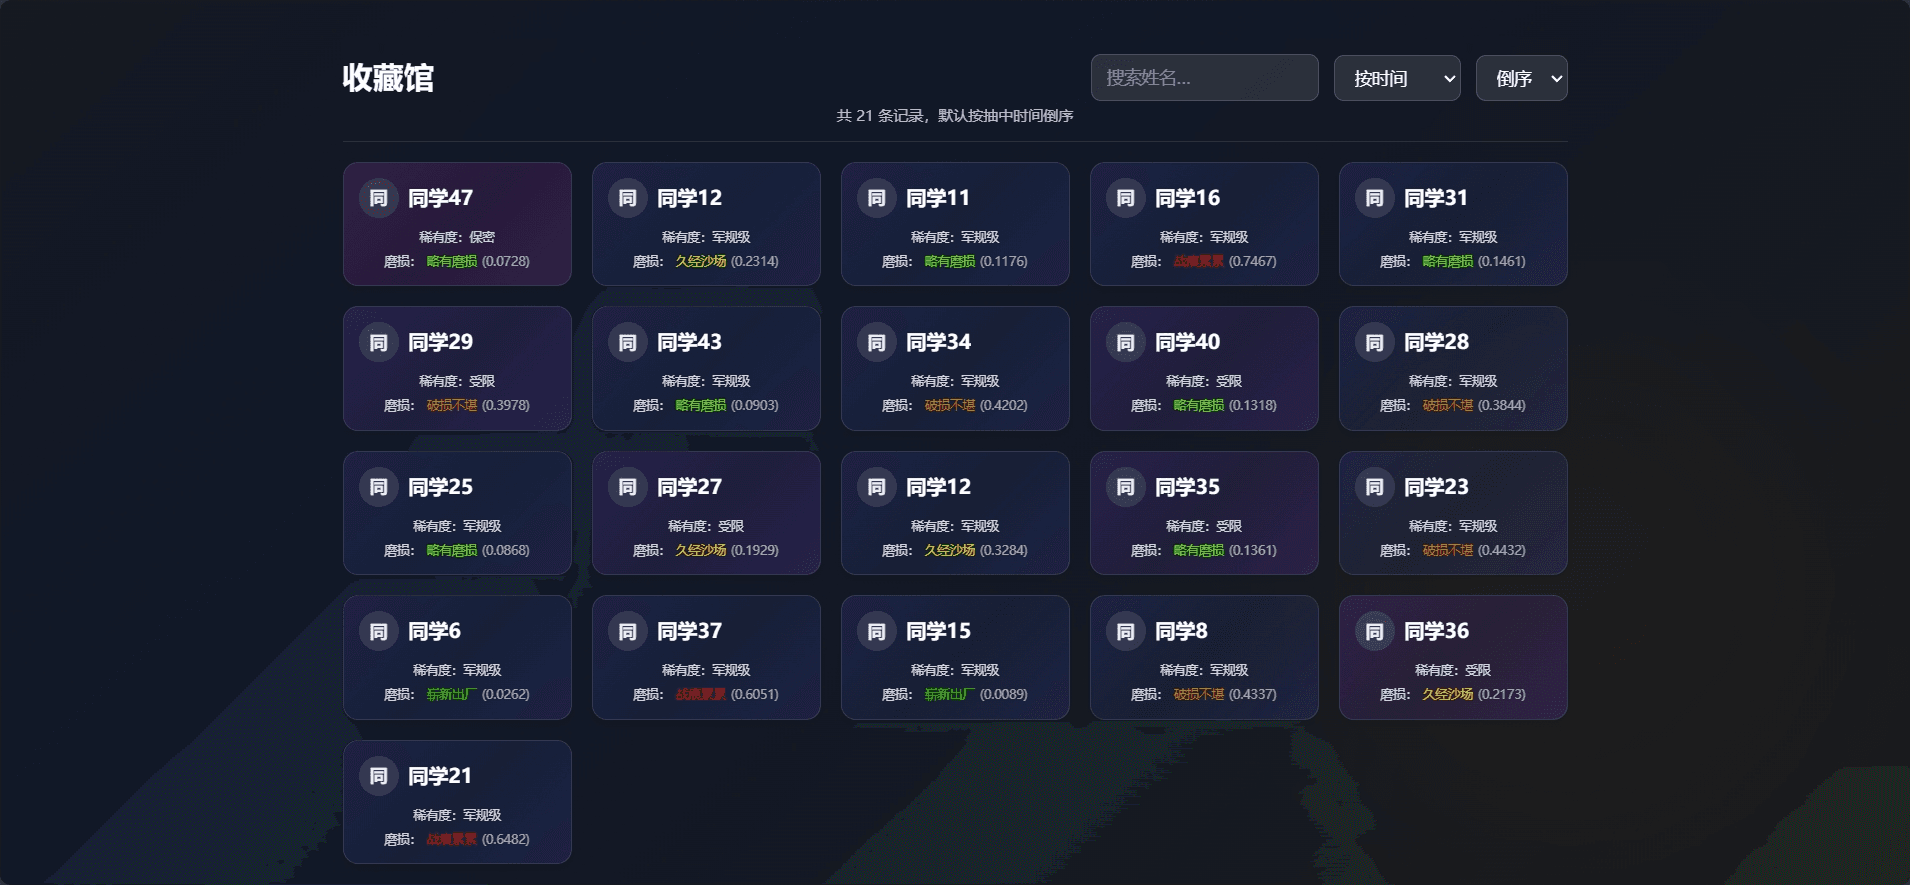 收藏馆
搜索姓名...
按时间
倒序
共 21 条记录，默认按抽中时间倒序
同 同学47
稀有度：保密
磨损： 略有磨损 (0.0728)
同 同学12
稀有度：军规级
磨损： 久经沙场 (0.2314)
同 同学11
稀有度：军规级
磨损： 略有磨损 (0.1176)
同 同学16
稀有度：军规级
磨损： 战痕累累 (0.7467)
同 同学31
稀有度：军规级
磨损： 略有磨损 (0.1461)
同 同学29
稀有度：受限
磨损： 破损不堪 (0.3978)
同 同学43
稀有度：军规级
磨损： 略有磨损 (0.0903)
同 同学34
稀有度：军规级
磨损： 破损不堪 (0.4202)
同 同学40
稀有度：受限
磨损： 略有磨损 (0.1318)
同 同学28
稀有度：军规级
磨损： 破损不堪 (0.3844)
同 同学25
稀有度：军规级
磨损： 略有磨损 (0.0868)
同 同学27
稀有度：受限
磨损： 久经沙场 (0.1929)
同 同学12
稀有度：军规级
磨损： 久经沙场 (0.3284)
同 同学35
稀有度：受限
磨损： 略有磨损 (0.1361)
同 同学23
稀有度：军规级
磨损： 破损不堪 (0.4432)
同 同学6
稀有度：军规级
磨损： 崭新出厂 (0.0262)
同 同学37
稀有度：军规级
磨损： 战痕累累 (0.6051)
同 同学15
稀有度：军规级
磨损： 崭新出厂 (0.0089)
同 同学8
稀有度：军规级
磨损： 破损不堪 (0.4337)
同 同学36
稀有度：受限
磨损： 久经沙场 (0.2173)
同 同学21
稀有度：军规级
磨损： 战痕累累 (0.6482)